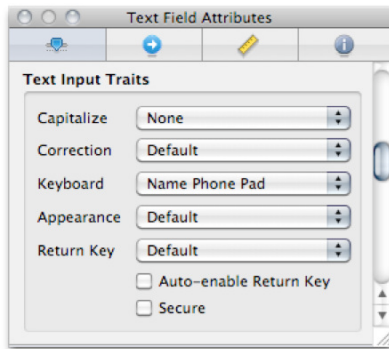 Text Field Attributes
Text Input Traits
Capitalize None
Correction Default
Keyboard Name Phone Pad
Appearance Default
Return Key Default
Auto-enable Return Key
Secure